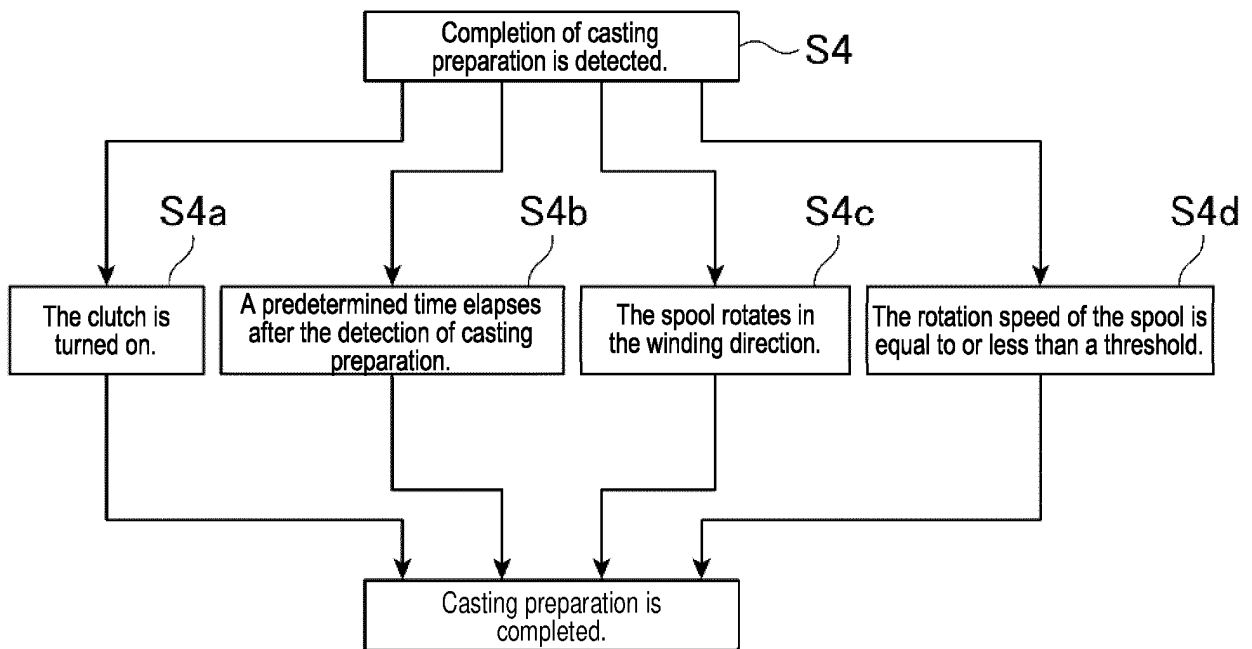 Completion of casting
preparation is detected.
S4
S4a
S4b
S4c
S4d
The clutch is
turned on.
A predetermined time elapses
after the detection of casting
preparation.
The spool rotates in
the winding direction.
The rotation speed of the spool is
equal to or less than a threshold.
Casting preparation is
completed.